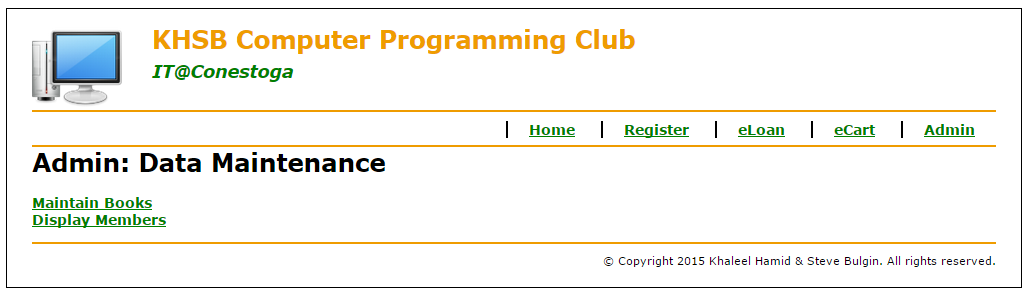 KHSB Computer Programming Club
IT@Conestoga
Home Register eLoan eCart Admin
Admin: Data Maintenance
Maintain Books
Display Members
© Copyright 2015 Khaleel Hamid & Steve Bulgin. All rights reserved.